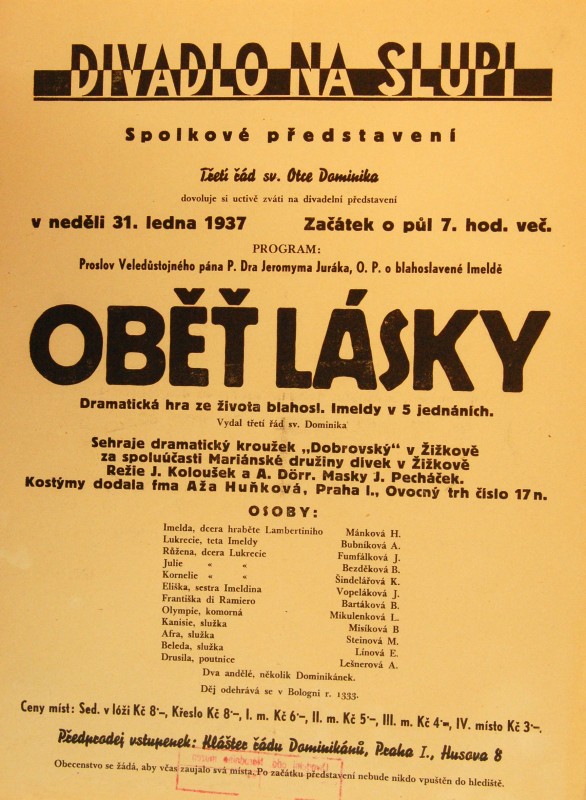 DIVADLO NA SLUPI
Spolkové představení
Třetí řád sv. Otce Dominika
dovoluje si uctivě zváti na divadelní představení
v neděli 31. ledna 1937 Začátek o půl 7. hod. več.
PROGRAM:
Proslov Veledůstojného pána P. Dra Jeromyma Juráka, O. P. o blahoslavené Imeldě
OBĚŤ LÁSKY
Dramatická hra ze života blahosl. Imeldy v 5 jednáních.
Vydal třetí řád sv. Dominika
Sehraje dramatický kroužek „Dobrovský“ v Žižkově
za spoluúčasti Mariánské družiny dívek v Žižkově
Režie J. Koloušek a A. Dörr. Masky J. Pecháček.
Kostýmy dodala fma Aža Huňková, Praha I., Ovocný trh číslo 17 n.
OSOBY:
Imelda, dcera hraběte Lambertiniho Mánková H.
Lukrecie, teta Imeldy Bubníková A.
Růžena, dcera Lukrecie Fumfálková J.
Julie „ „ Bezděková B.
Kornelie „ „ Šindelářová K.
Eliška, sestra Imeldina Vopeláková J.
Františka di Ramiero Bartáková B.
Olympie, komorná Mikulenková L.
Kanisie, služka Misíková B
Afra, služka Steinová M.
Beleda, služka Línová E.
Drusila, poutnice Lešnerová A.
Dva andělé, několik Dominikánek.
Děj odehrává se v Bologni r. 1333.
Ceny míst: Sed. v lóži Kč 8·–, Křeslo Kč 8·–, I. m. Kč 6·–, II. m. Kč 5·–, III. m. Kč 4·–, IV. místo Kč 3·–.
Předprodej vstupenek: Klášter řádu Dominikánů, Praha I., Husova 8
Obecenstvo se žádá, aby včas zaujalo svá místa. Po začátku představení nebude nikdo vpuštěn do hlediště.